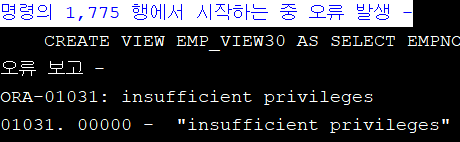 명령의 1,775 행에서 시작하는 중 오류 발생 -
CREATE VIEW EMP_VIEW30 AS SELECT EMPNO
오류 보고 -
ORA-01031: insufficient privileges
01031. 00000 -  "insufficient privileges"